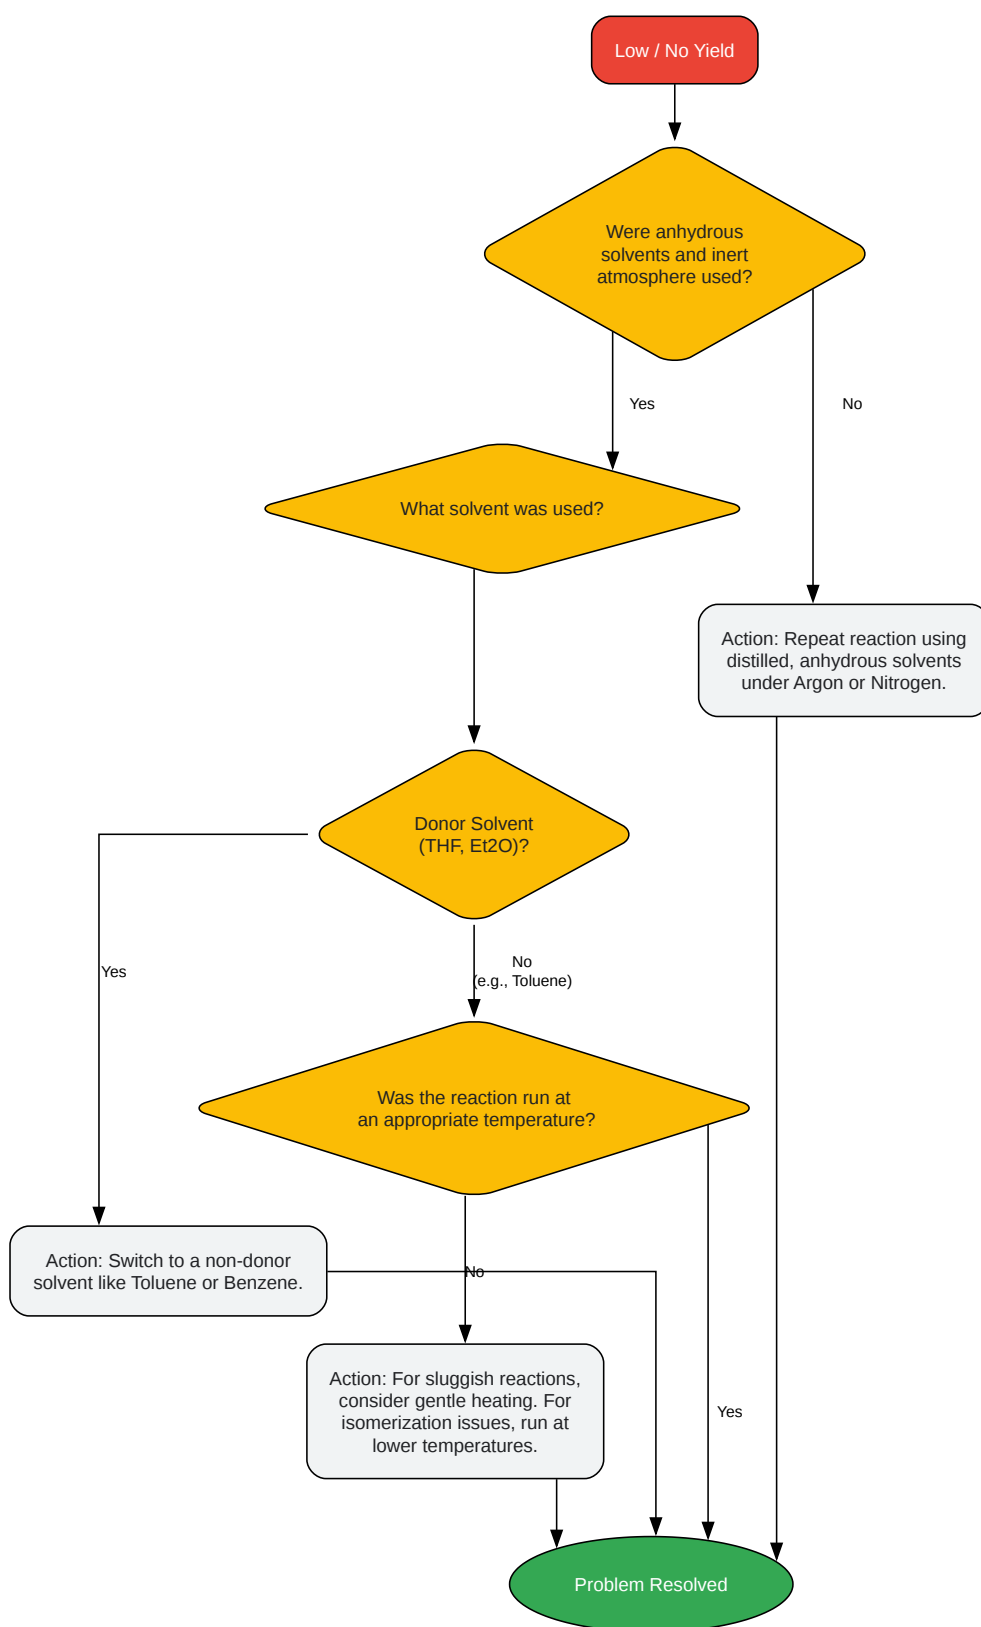 Low / No Yield
Were anhydrous
solvents and inert
atmosphere used?
Yes
No
What solvent was used?
Action: Repeat reaction using
distilled, anhydrous solvents
under Argon or Nitrogen.
Donor Solvent
(THF, Et2O)?
Yes
No
(e.g., Toluene)
Was the reaction run at
an appropriate temperature?
Action: Switch to a non-donor
solvent like Toluene or Benzene.
No
Action: For sluggish reactions,
consider gentle heating. For
isomerization issues, run at
lower temperatures.
Yes
Problem Resolved